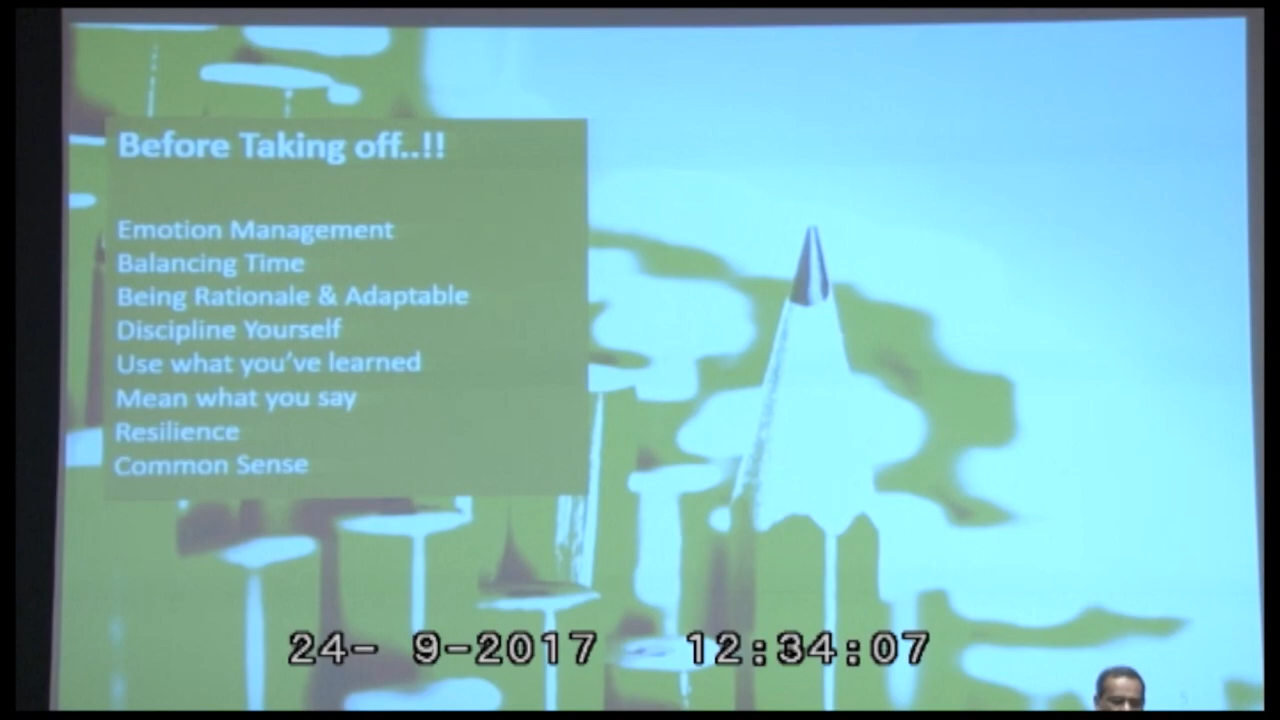 Before Taking off..!!
Emotion Management
Balancing Time
Being Rationale & Adaptable
Discipline Yourself
Use what you've learned
Mean what you say
Resilience
Common Sense
24- 9-2017 12:34:07